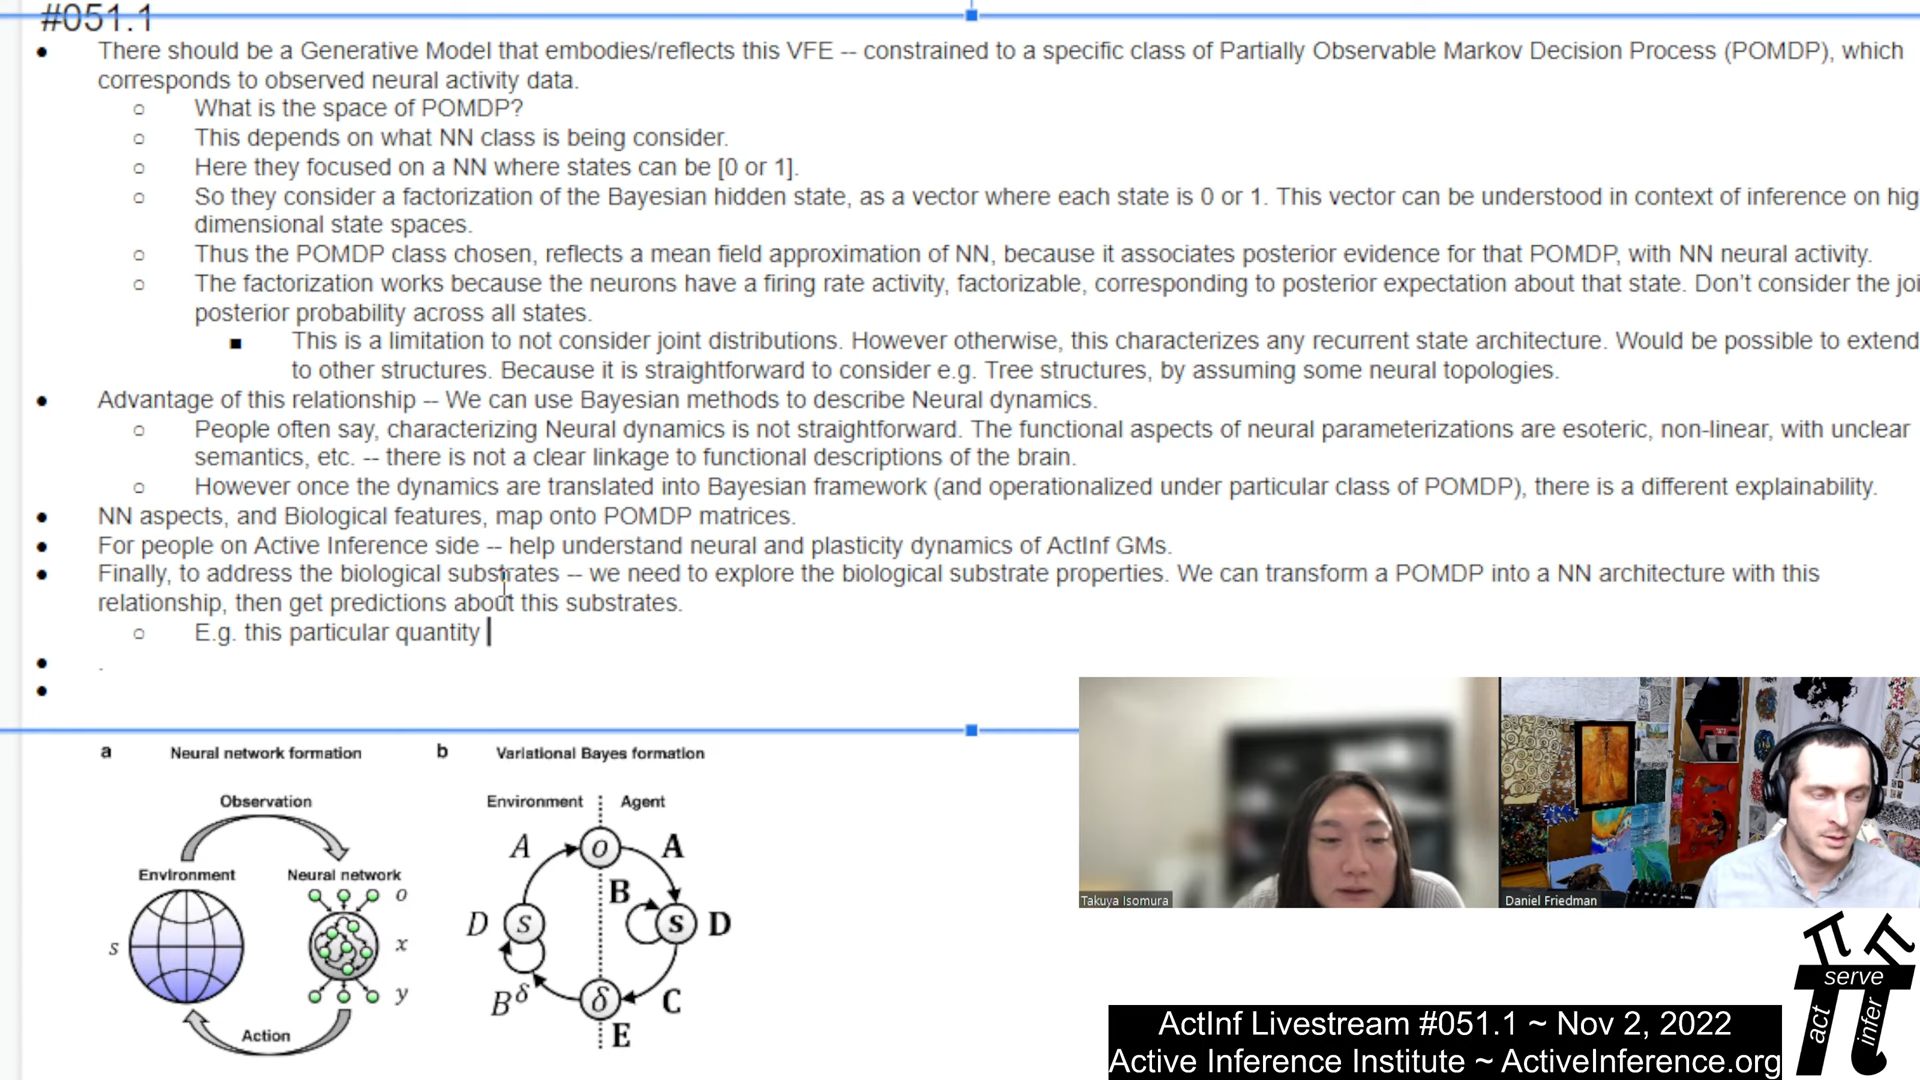 #051.1
There should be a Generative Model that embodies/reflects this VFE -- constrained to a specific class of Partially Observable Markov Decision Process (POMDP), which
corresponds to observed neural activity data.
What is the space of POMDP?
This depends on what NN class is being consider.
Here they focused on a NN where states can be [0 or 1].
So they consider a factorization of the Bayesian hidden state, as a vector where each state is 0 or 1. This vector can be understood in context of inference on hig
dimensional state spaces.
Thus the POMDP class chosen, reflects a mean field approximation of NN, because it associates posterior evidence for that POMDP, with NN neural activity.
The factorization works because the neurons have a firing rate activity, factorizable, corresponding to posterior expectation about that state. Don't consider the joi
posterior probability across all states.
This is a limitation to not consider joint distributions. However otherwise, this characterizes any recurrent state architecture. Would be possible to extend
to other structures. Because it is straightforward to consider e.g. Tree structures, by assuming some neural topologies.
Advantage of this relationship -- We can use Bayesian methods to describe Neural dynamics.
People often say, characterizing Neural dynamics is not straightforward. The functional aspects of neural parameterizations are esoteric, non-linear, with unclear
semantics, etc. -- there is not a clear linkage to functional descriptions of the brain.
However once the dynamics are translated into Bayesian framework (and operationalized under particular class of POMDP), there is a different explainability.
NN aspects, and Biological features, map onto POMDP matrices.
For people on Active Inference side -- help understand neural and plasticity dynamics of ActInf GMs.
Finally, to address the biological substrates -- we need to explore the biological substrate properties. We can transform a POMDP into a NN architecture with this
relationship, then get predictions about this substrates.
E.g. this particular quantity
.
a Neural network formation
Observation
Environment
Neural network
s
o
x
y
Action
b Variational Bayes formation
Environment Agent
A o A
B
D s s D
B δ δ C
E
Takuya Isomura
Daniel Friedman
ActInf Livestream #051.1 ~ Nov 2, 2022
Active Inference Institute ~ ActiveInference.org
π π
serve
act
infer